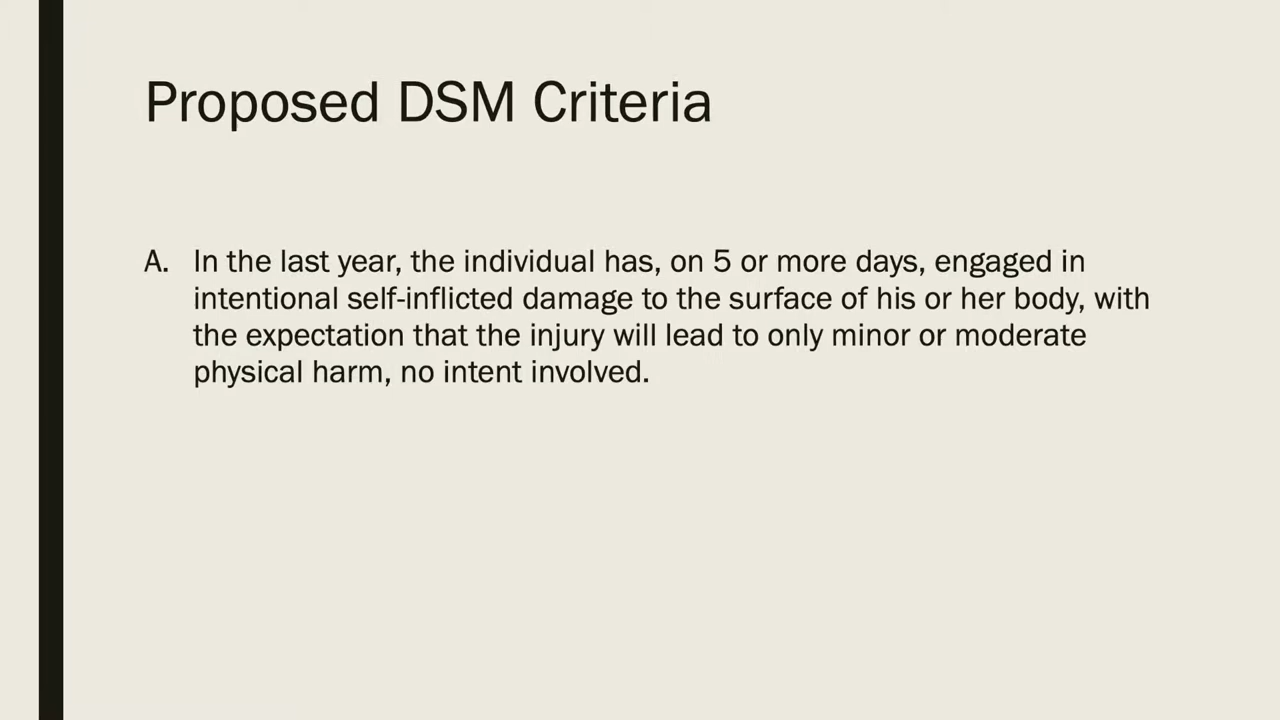 Proposed DSM Criteria
A. In the last year, the individual has, on 5 or more days, engaged in
intentional self-inflicted damage to the surface of his or her body, with
the expectation that the injury will lead to only minor or moderate
physical harm, no intent involved.